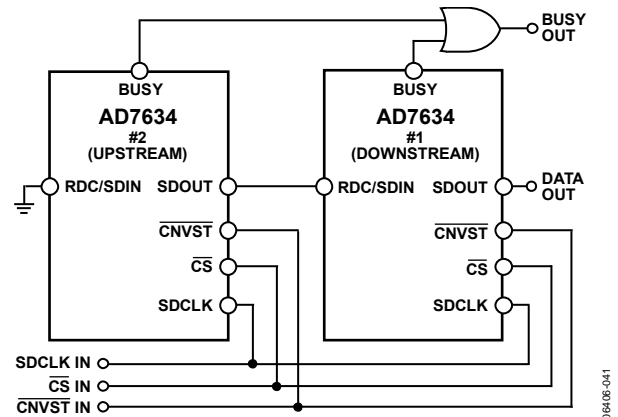 BUSY
OUT
BUSY
BUSY
AD7634
#2
(UPSTREAM)
AD7634
#1
(DOWNSTREAM)
RDC/SDIN
SDOUT
RDC/SDIN
SDOUT
DATA
OUT
CNVST
CNVST
CS
CS
SDCLK
SDCLK
SDCLK IN
CS IN
CNVST IN
06406-041